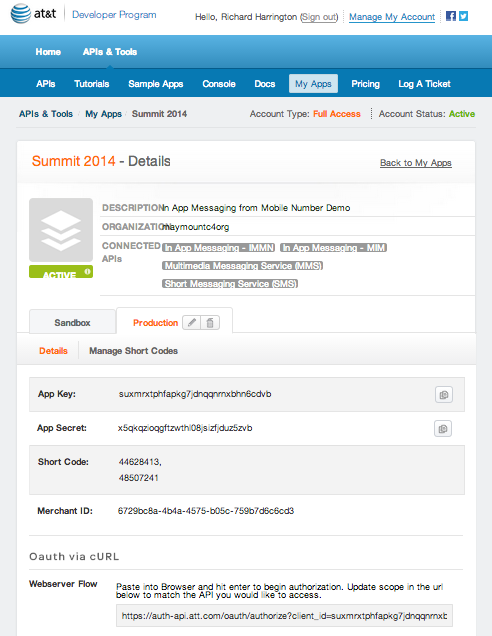 at&t Developer Program Hello, Richard Harrington (Sign out) Manage My Account
Home APIs & Tools
APIs Tutorials Sample Apps Console Docs My Apps Pricing Log A Ticket
APIs & Tools My Apps Summit 2014 Account Type: Full Access Account Status: Active
Summit 2014 - Details Back to My Apps
DESCRIPTION In App Messaging from Mobile Number Demo
ORGANIZATION
CONNECTED APIs In App Messaging - IMMN In App Messaging - MIM
Multimedia Messaging Service (MMS)
Short Messaging Service (SMS)
ACTIVE
Sandbox Production
Details Manage Short Codes
App Key: suxmrxtphfapkg7jdnqqnrnxbhn6cdvb
App Secret: x5qkqzioqgftzwthl08jsizfjduz5zvb
Short Code: 44628413,
48507241
Merchant ID: 6729bc8a-4b4a-4575-b05c-759b7d6c6cd3
Oauth via cURL
Webserver Flow Paste into Browser and hit enter to begin authorization. Update scope in the url
below to match the API you would like to access.
https://auth-api.att.com/oauth/authorize?client_id=suxmrxtphfapkg7jdnqqnrnxb